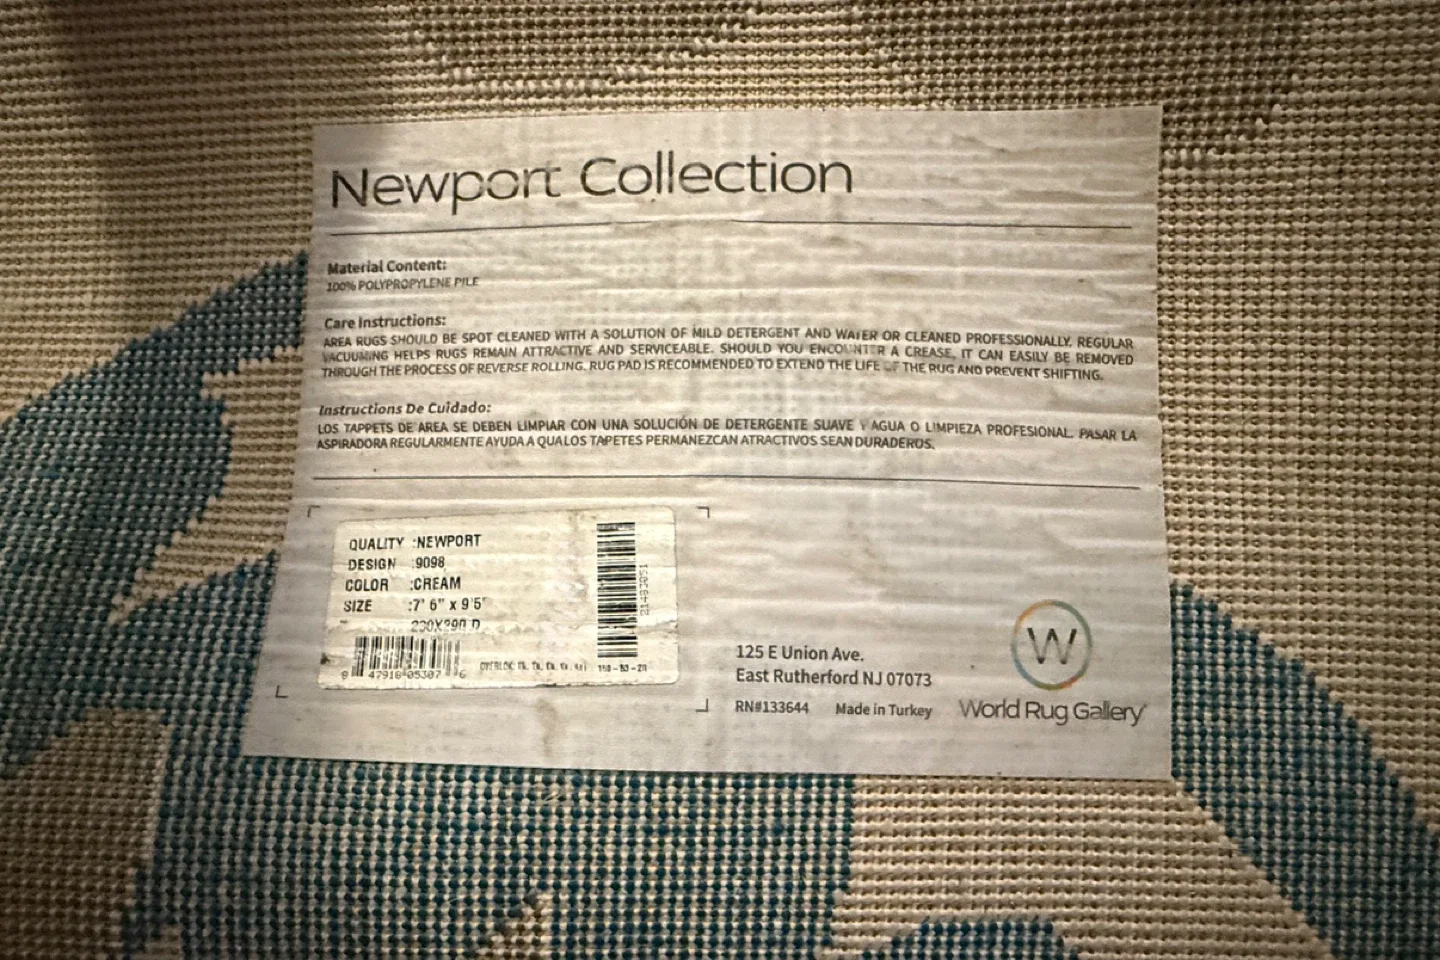 Newport Collection
Material Content:
100% POLYPROPYLENE PILE
Care Instructions:
AREA RUGS SHOULD BE SPOT CLEANED WITH A SOLUTION OF MILD DETERGENT AND WATER OR CLEANED PROFESSIONALLY. REGULAR
VACUUMING HELPS RUGS REMAIN ATTRACTIVE AND SERVICEABLE. SHOULD YOU ENCOUNTER A CREASE, IT CAN EASILY BE REMOVED
THROUGH THE PROCESS OF REVERSE ROLLING. RUG PAD IS RECOMMENDED TO EXTEND THE LIFE OF THE RUG AND PREVENT SHIFTING.
Instructions De Cuidado:
LOS TAPPETS DE AREA SE DEBEN LIMPIAR CON UNA SOLUCIÓN DE DETERGENTE SUAVE Y AGUA O LIMPIEZA PROFESIONAL. PASAR LA
ASPIRADORA REGULARMENTE AYUDA A QUALOS TAPETES PERMANEZCAN ATRACTIVOS SEAN DURADEROS.
QUALITY :NEWPORT
DESIGN :9098
COLOR :CREAM
SIZE :7' 6" x 9'5"
230X290 D
8 47918 05307 6
125 E Union Ave.
East Rutherford NJ 07073
RN#133644 Made in Turkey
W
World Rug Gallery